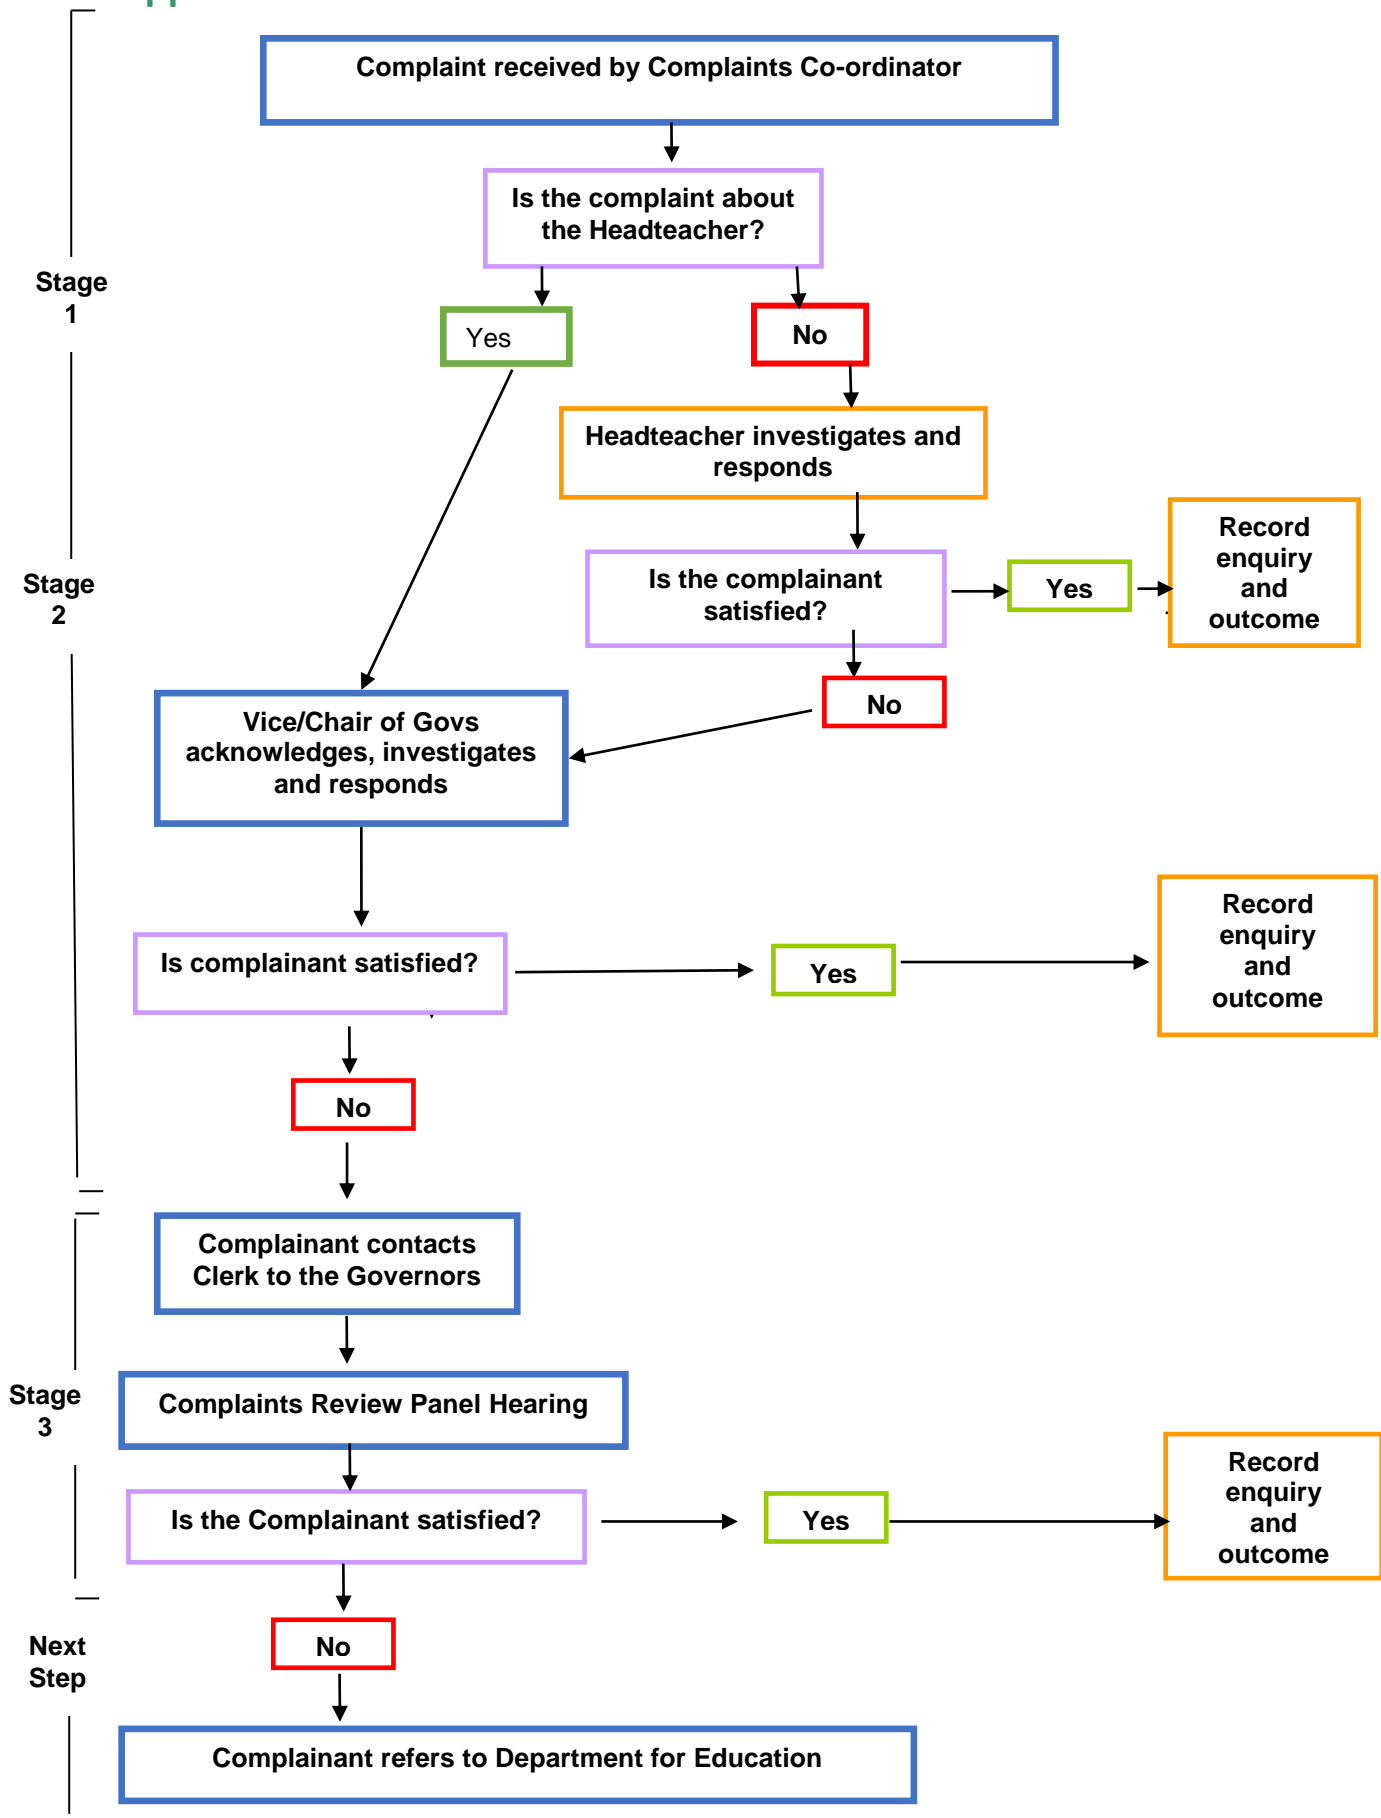 Complaint received by Complaints Co-ordinator
Is the complaint about
the Headteacher?
Stage
1
Yes
No
Headteacher investigates and
responds
Record
enquiry
and
outcome
Stage
2
Is the complainant
satisfied?
Yes
No
Vice/Chair of Govs
acknowledges, investigates
and responds
Record
enquiry
and
outcome
Is complainant satisfied?
Yes
No
Complainant contacts
Clerk to the Governors
Stage
3
Complaints Review Panel Hearing
Record
enquiry
and
outcome
Is the Complainant satisfied?
Yes
Next
Step
No
Complainant refers to Department for Education